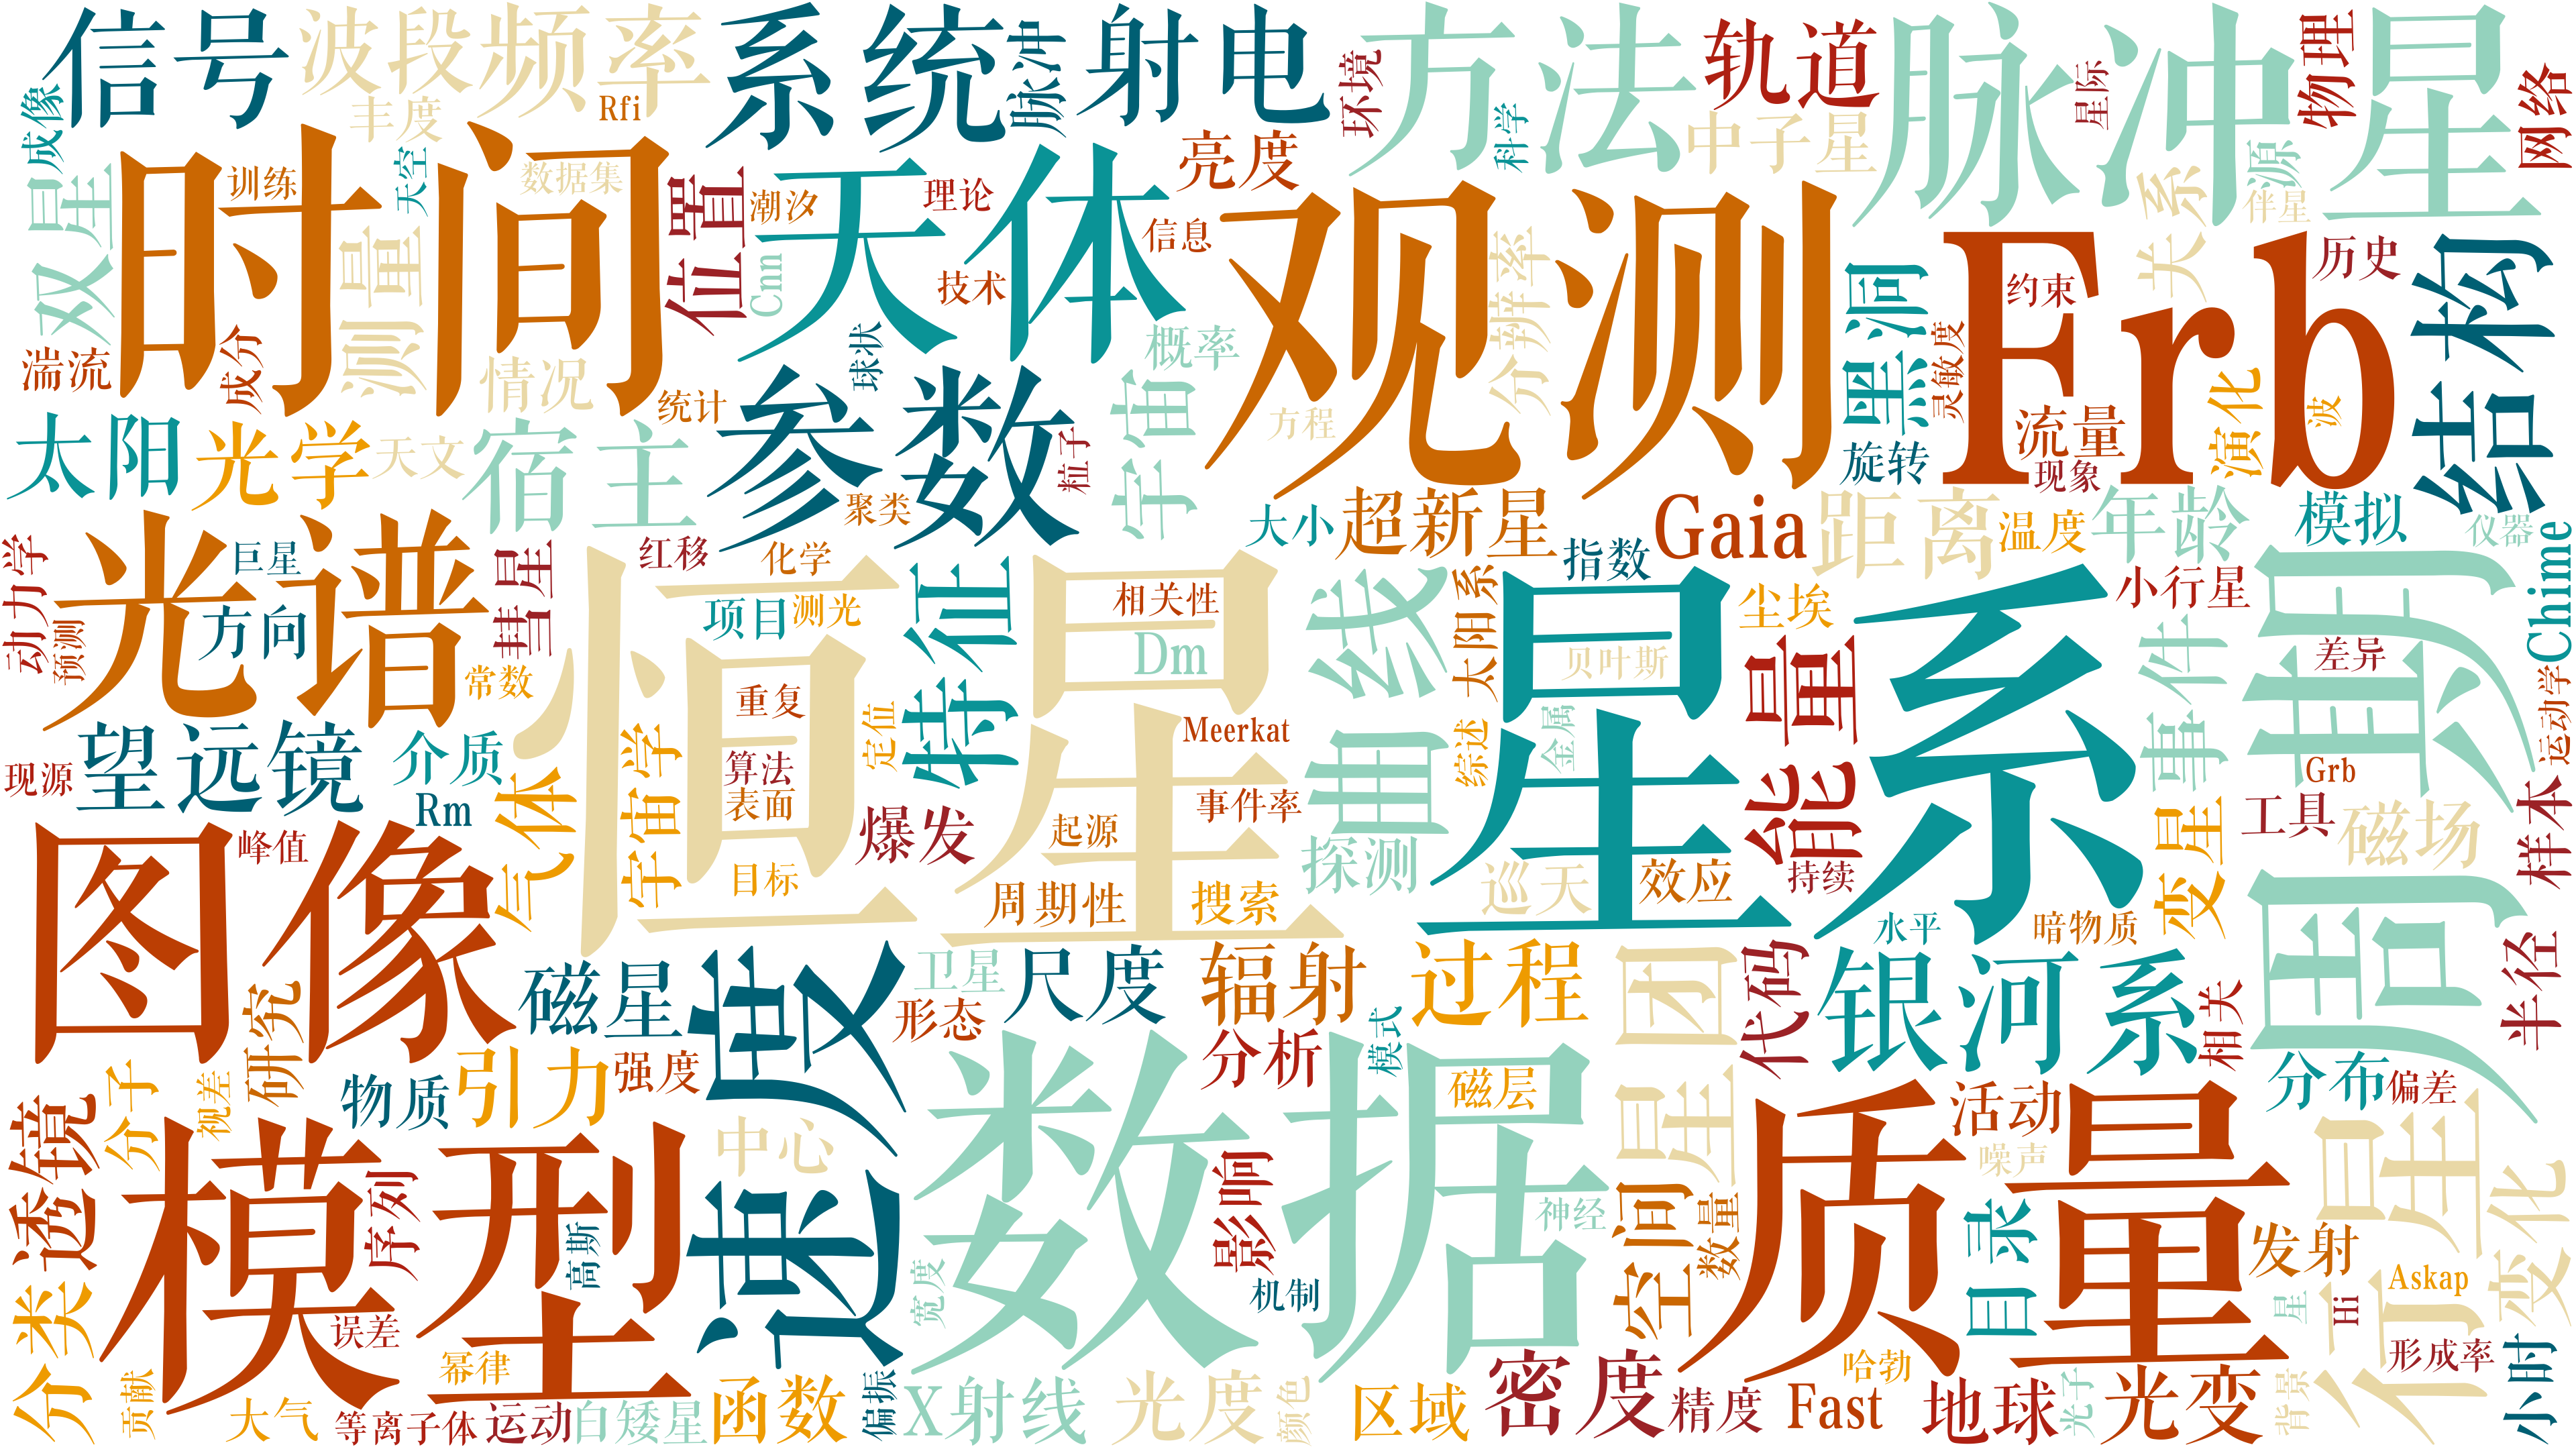 信号
波段
频率
系统
脉冲
射电
环境
方法
轨道
脉冲星
星际
物理
网络
成像
丰度
Rfi
亮度
科学
中子星
源
双星
时间
训练
天空
数据集
测量
位置
潮汐
天体
理论
信息
技术
Cnn
观测
分辨率
关系
伴星
历史
结构
黑洞
Frb
约束
湍流
成分
情况
球状
概率
灵敏度
统计
参数
宇宙
方程
流量
演化
波
太阳
光学
天文
宿主
聚类
粒子
旋转
现象
大小
超新星
指数
Gaia
距离
温度
年龄
模拟
仪器
Chime
动力学
光谱
巨星
彗星
红移
化学
预测
方向
项目
测光
特征
相关性
Dm
曲线
太阳系
贝叶斯
尘埃
小行星
周期
差异
事件
常数
恒星
重复
定值
星系
能量
运动学
望远镜
介质
现源
Rm
气体
宇宙学
算法
表面
Meerkat
综述
金属
Grb
工具
磁场
样本
图像
峰值
目标
爆发
起源
事件率
探测
巡天
效应
持续
变星
周期性
搜索
水平
暗物质
研究
磁星
速度
卫星
形态
尺度
辐射
过程
星团
代码
银河系
相关
半径
分子
视差
物质
引力
强度
分析
模式
磁层
分布
偏差
透镜
模型
序列
中心
数据
影响
神经
空间
数量
质量
活动
噪声
行星
变化
分类
高斯
宽度
机制
目录
发射
Askap
星
Hi
误差
幂律
哈勃
形成率
小时
贡献
大气
等离子体
运动
白矮星
函数
偏振
X射线
光度
颜色
区域
密度
精度
Fast
地球
光子
光变
背景